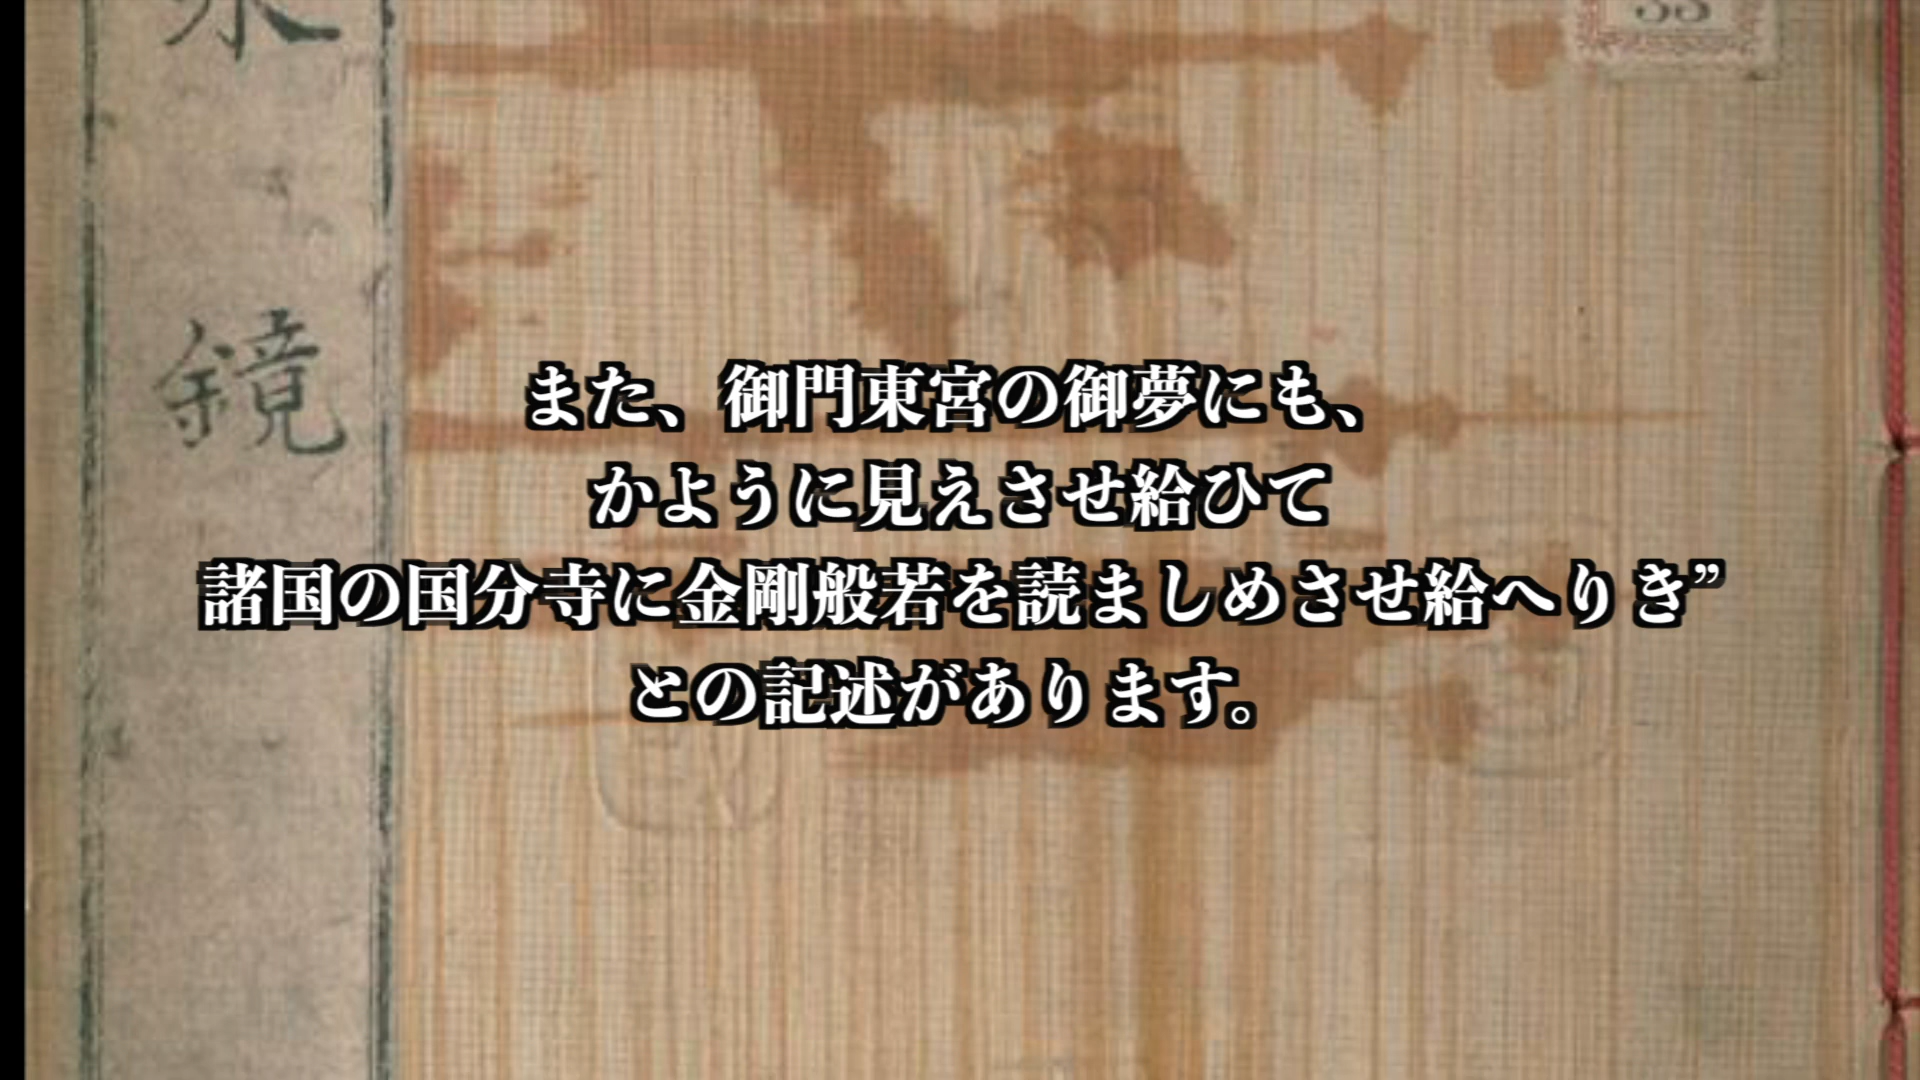 また、御門東宮の御夢にも、
かように見えさせ給ひて
諸国の国分寺に金剛般若を読ましめさせ給へりき”
との記述があります。
鏡